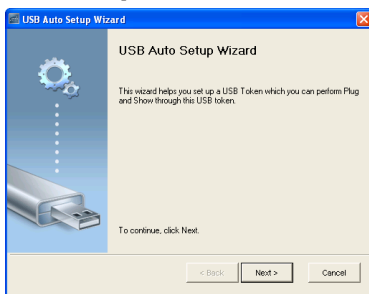 USB Auto Setup Wizard
USB Auto Setup Wizard
This wizard helps you set up a USB Token which you can perform Plug
and Show through this USB token.
To continue, click Next.
< Back Next > Cancel